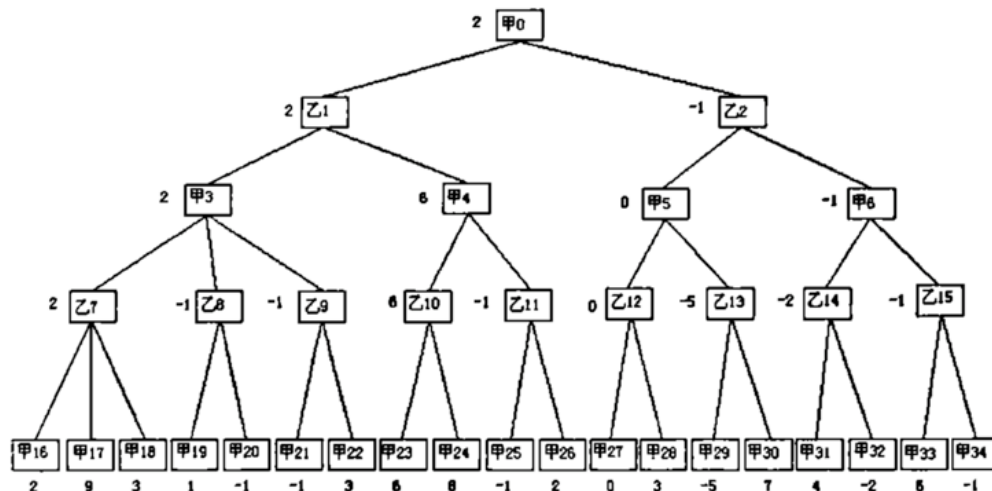 2 甲0
2 乙1 -1 乙2
2 甲3 6 甲4 0 甲5 -1 甲6
2 乙7 -1 乙8 -1 乙9 6 乙10 -1 乙11 0 乙12 -5 乙13 -2 乙14 -1 乙15
甲16 甲17 甲18 甲19 甲20 甲21 甲22 甲23 甲24 甲25 甲26 甲27 甲28 甲29 甲30 甲31 甲32 甲33 甲34
2 9 3 1 -1 -1 3 6 8 -1 2 0 3 -5 7 4 -2 6 -1